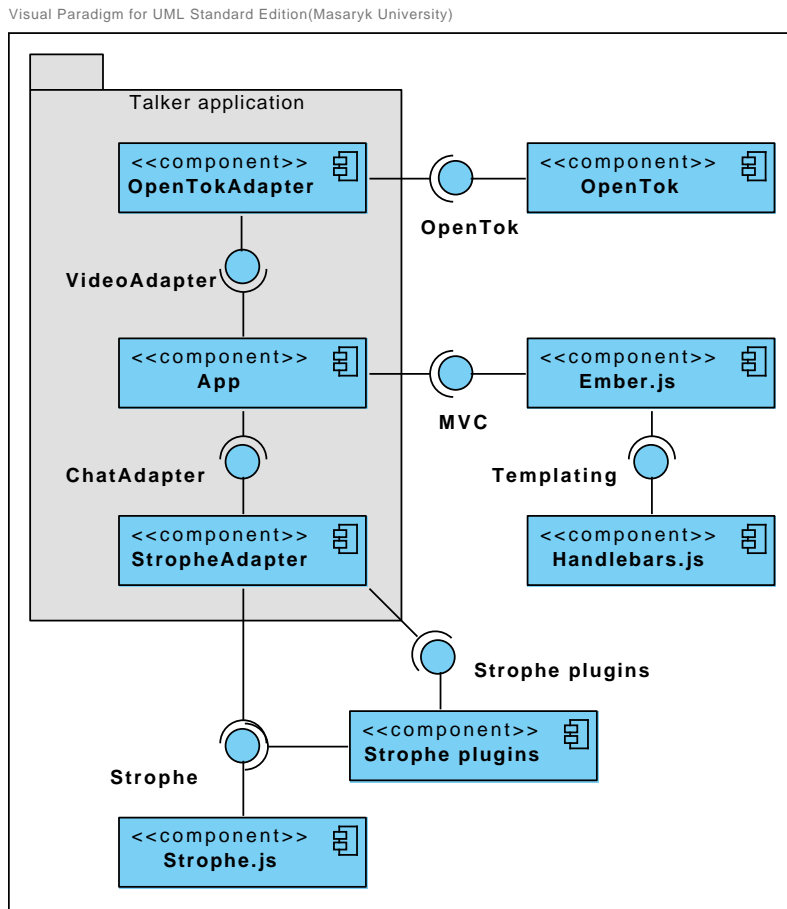 Visual Paradigm for UML Standard Edition(Masaryk University)
Talker application
<<component>>
OpenTokAdapter
<<component>>
OpenTok
OpenTok
VideoAdapter
<<component>>
App
<<component>>
Ember.js
MVC
ChatAdapter
Templating
<<component>>
StropheAdapter
<<component>>
Handlebars.js
Strophe plugins
<<component>>
Strophe plugins
Strophe
<<component>>
Strophe.js